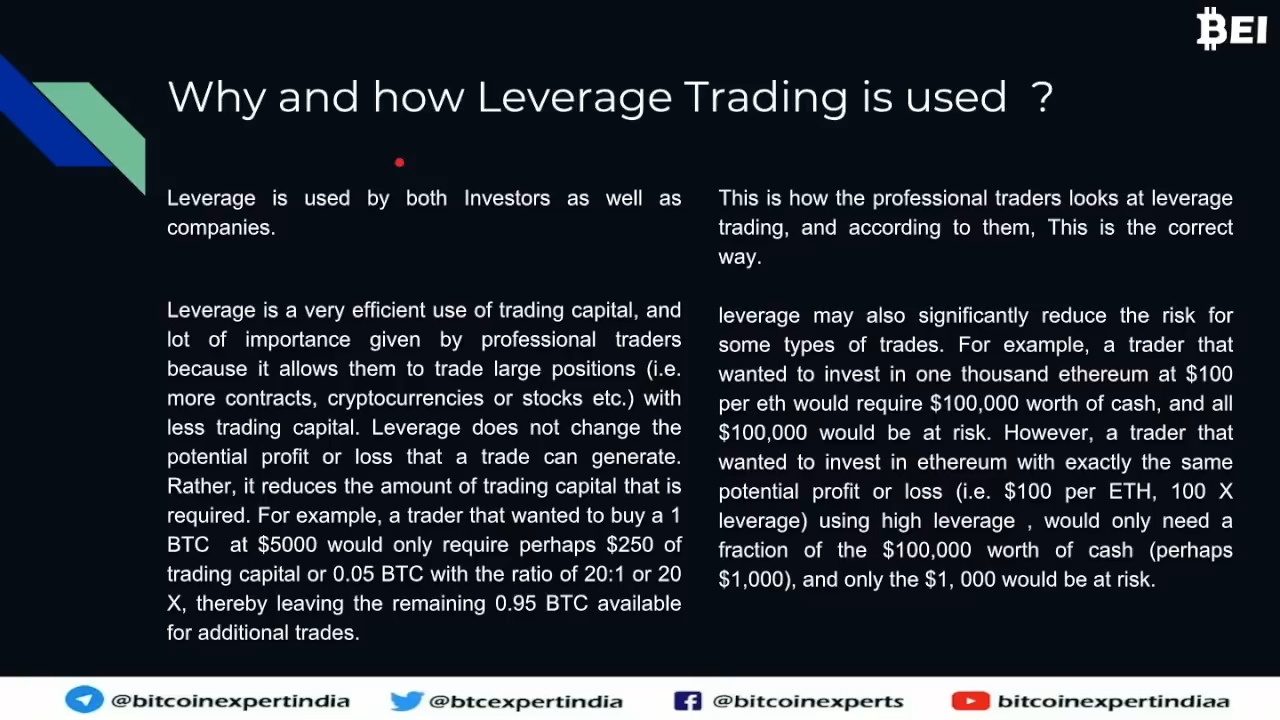 BEI
Why and how Leverage Trading is used ?
Leverage is used by both Investors as well as
companies.
Leverage is a very efficient use of trading capital, and
lot of importance given by professional traders
because it allows them to trade large positions (i.e.
more contracts, cryptocurrencies or stocks etc.) with
less trading capital. Leverage does not change the
potential profit or loss that a trade can generate.
Rather, it reduces the amount of trading capital that is
required. For example, a trader that wanted to buy a 1
BTC at $5000 would only require perhaps $250 of
trading capital or 0.05 BTC with the ratio of 20:1 or 20
X, thereby leaving the remaining 0.95 BTC available
for additional trades.
This is how the professional traders looks at leverage
trading, and according to them, This is the correct
way.
leverage may also significantly reduce the risk for
some types of trades. For example, a trader that
wanted to invest in one thousand ethereum at $100
per eth would require $100,000 worth of cash, and all
$100,000 would be at risk. However, a trader that
wanted to invest in ethereum with exactly the same
potential profit or loss (i.e. $100 per ETH, 100 X
leverage) using high leverage , would only need a
fraction of the $100,000 worth of cash (perhaps
$1,000), and only the $1, 000 would be at risk.
@bitcoinexpertindia @btcexpertindia @bitcoinexperts bitcoinexpertindiaa